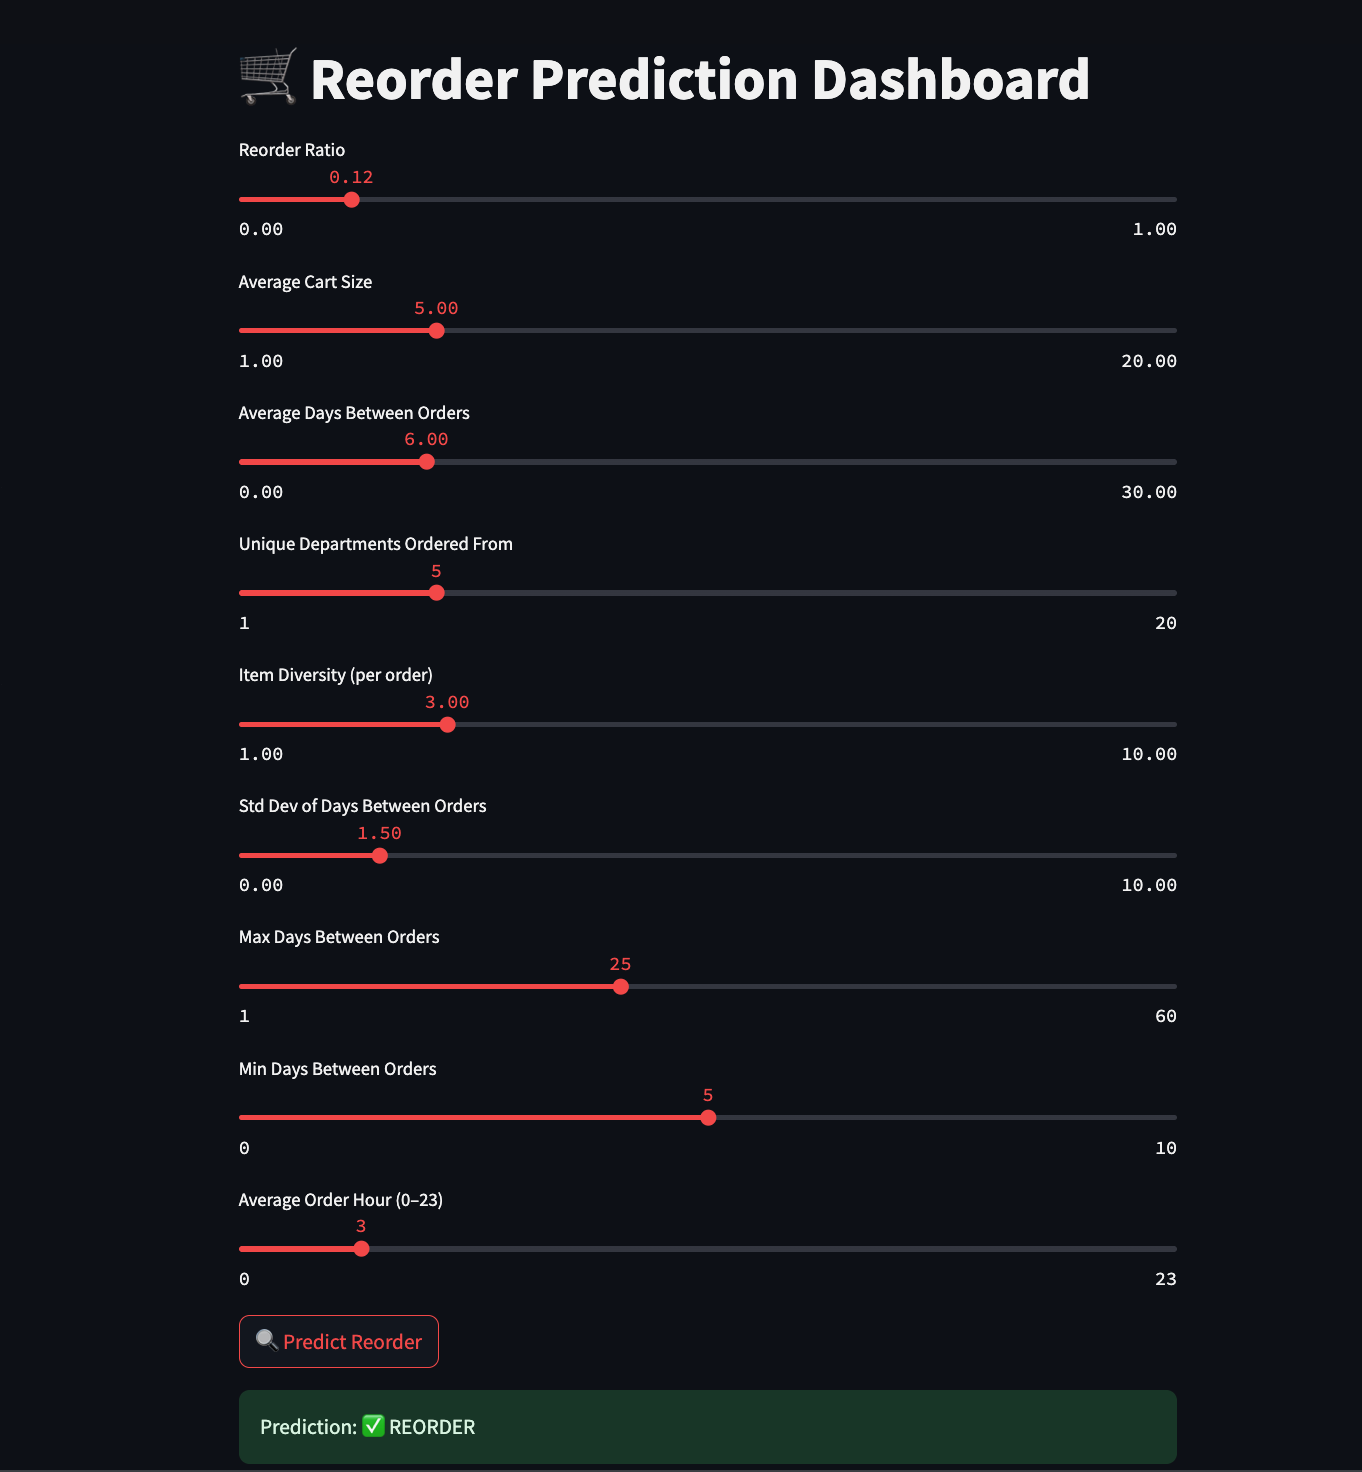 🛒 Reorder Prediction Dashboard
Reorder Ratio
0.12
0.00 1.00
Average Cart Size
5.00
1.00 20.00
Average Days Between Orders
6.00
0.00 30.00
Unique Departments Ordered From
5
1 20
Item Diversity (per order)
3.00
1.00 10.00
Std Dev of Days Between Orders
1.50
0.00 10.00
Max Days Between Orders
25
1 60
Min Days Between Orders
5
0 10
Average Order Hour (0–23)
3
0 23
🔍 Predict Reorder
Prediction: ✅ REORDER